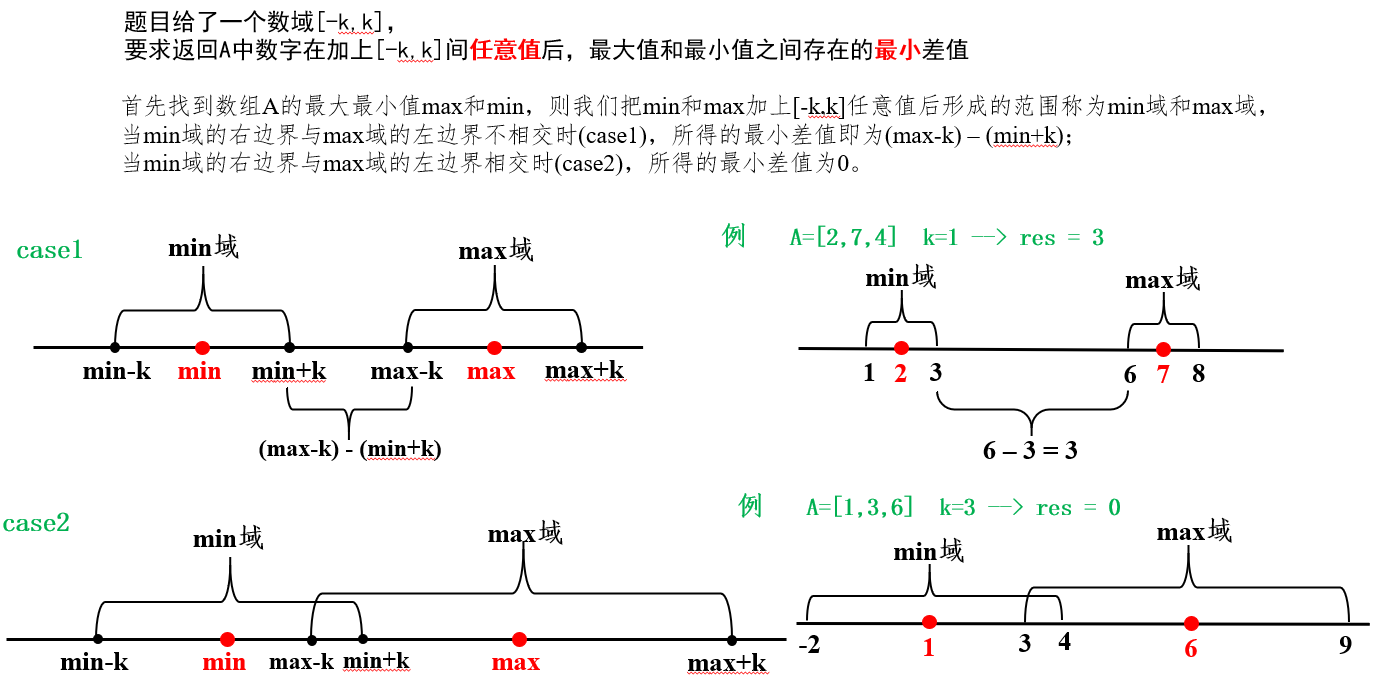 题目给了一个数域[-k,k],
要求返回A中数字在加上[-k,k]间任意值后，最大值和最小值之间存在的最小差值
首先找到数组A的最大最小值max和min，则我们把min和max加上[-k,k]任意值后形成的范围称为min域和max域，
当min域的右边界与max域的左边界不相交时(case1)，所得的最小差值即为(max-k) – (min+k)；
当min域的右边界与max域的左边界相交时(case2)，所得的最小差值为0。
case1
min域
max域
min-k
min
min+k
max-k
max
max+k
(max-k) - (min+k)
例 A=[2,7,4] k=1 —> res = 3
min域
max域
1
2
3
6
7
8
6 – 3 = 3
case2
min域
max域
min-k
min
max-k
min+k
max
max+k
例 A=[1,3,6] k=3 —> res = 0
min域
max域
-2
1
3
4
6
9